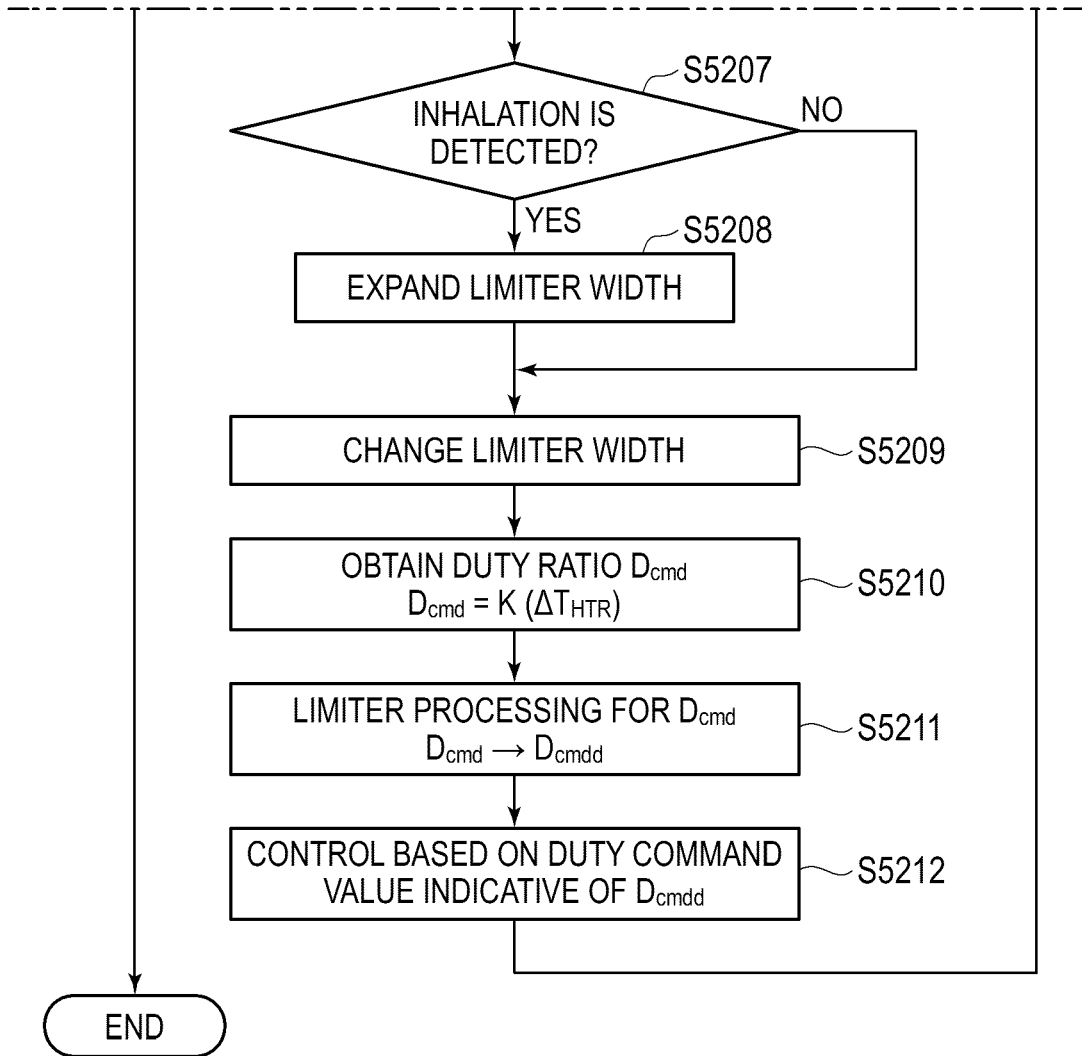 S5207
INHALATION IS
DETECTED?
NO
YES
S5208
EXPAND LIMITER WIDTH
CHANGE LIMITER WIDTH
S5209
OBTAIN DUTY RATIO Dcmd
Dcmd = K (ΔTHTR)
S5210
LIMITER PROCESSING FOR Dcmd
Dcmd → Dcmdd
S5211
CONTROL BASED ON DUTY COMMAND
VALUE INDICATIVE OF Dcmdd
S5212
END